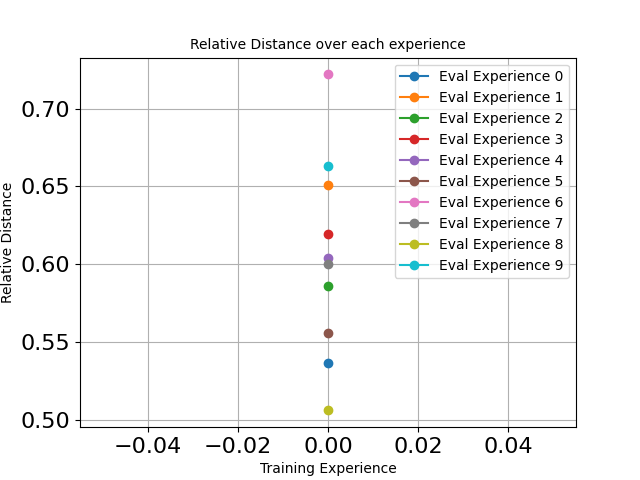 Relative Distance over each experience
Relative Distance
0.70
0.65
0.60
0.55
0.50
Eval Experience 0
Eval Experience 1
Eval Experience 2
Eval Experience 3
Eval Experience 4
Eval Experience 5
Eval Experience 6
Eval Experience 7
Eval Experience 8
Eval Experience 9
−0.04 −0.02 0.00 0.02 0.04
Training Experience